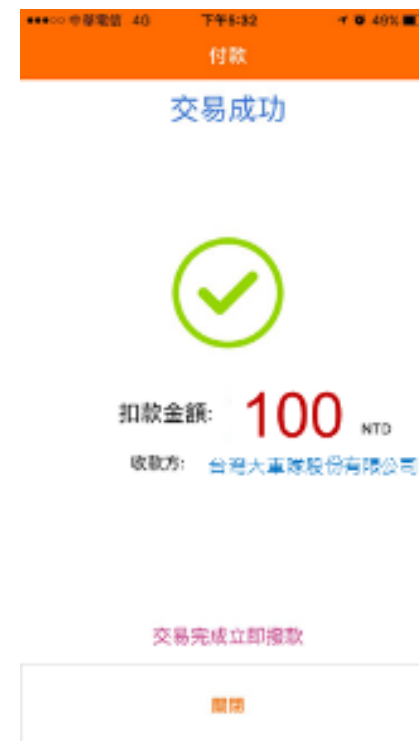 中華電信 4G 下午5:32 49%
付款
交易成功
扣款金額: 100 NTD
收款方: 台灣大車隊股份有限公司
交易完成立即撥款
關閉